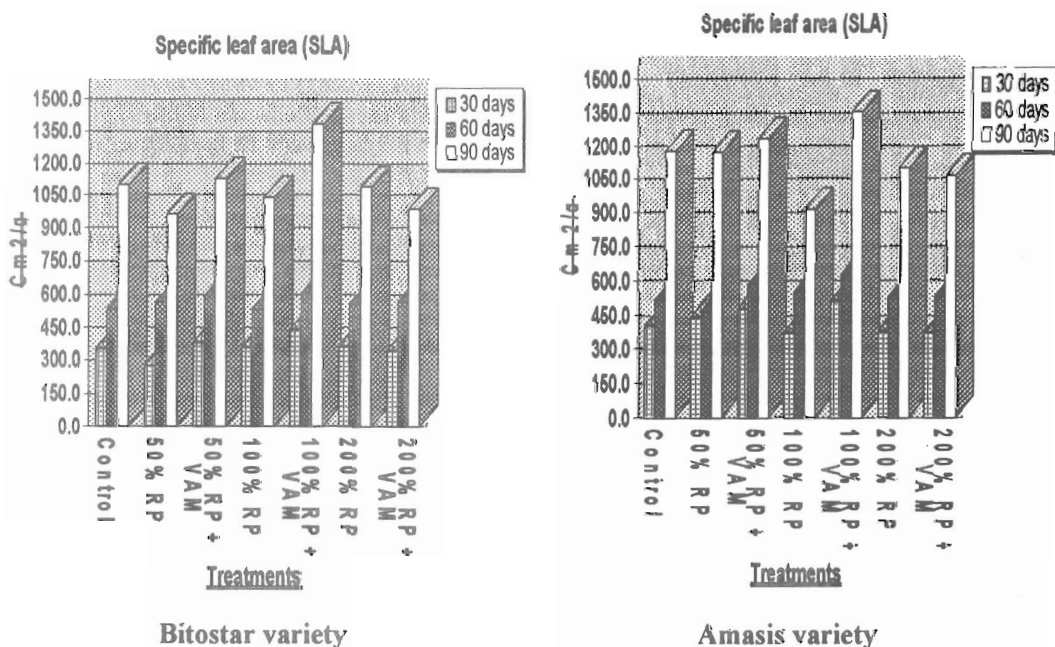 Specific leaf area (SLA)
1500.0
1350.0
1200.0
1050.0
900.0
750.0
600.0
450.0
300.0
150.0
0.0
Cm2/g
30 days
60 days
90 days
Control
50% RP
50% RP +
VAM
100% RP
100% RP +
VAM
200% RP
200% RP +
VAM
Treatments
Bitostar variety
Specific leaf area (SLA)
1500.0
1350.0
1200.0
1050.0
900.0
750.0
600.0
450.0
300.0
150.0
0.0
Cm2/g
30 days
60 days
90 days
Control
50% RP
50% RP +
VAM
100% RP
100% RP +
VAM
200% RP
200% RP +
VAM
Treatments
Amasis variety